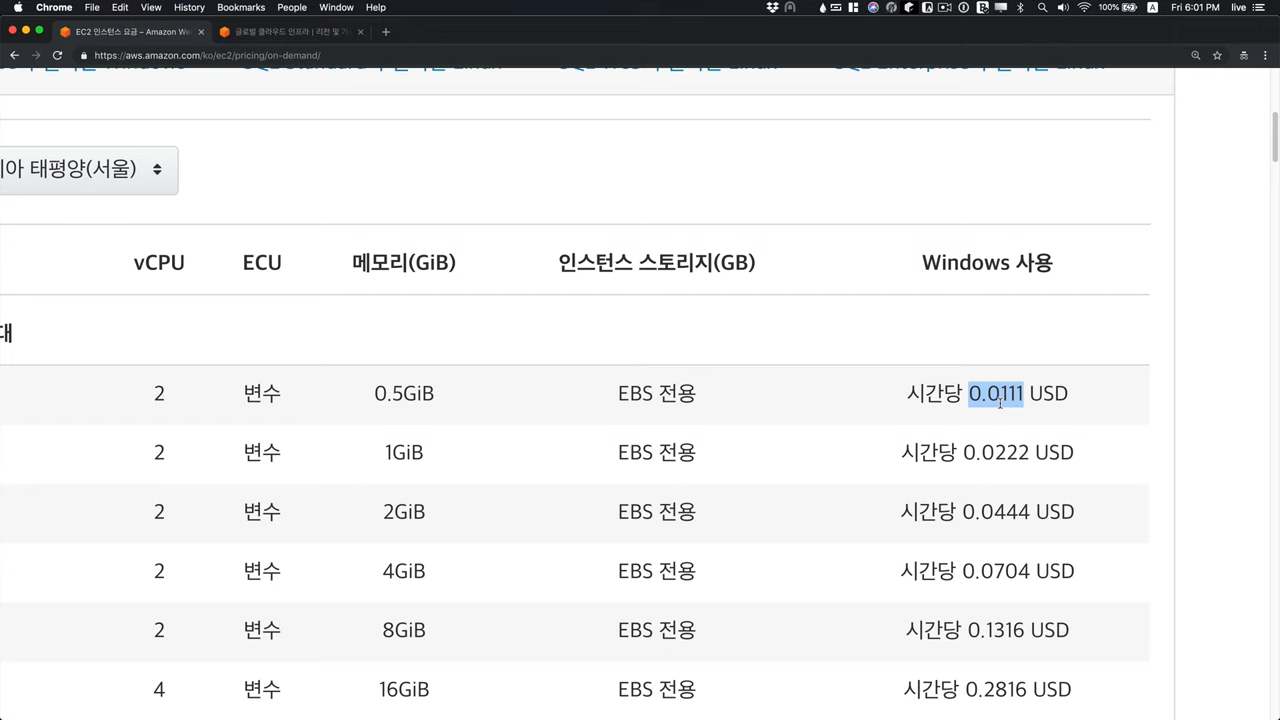 Chrome File Edit View History Bookmarks People Window Help 100% A Fri 6:01 PM live
EC2 인스턴스 요금 – Amazon We
글로벌 클라우드 인프라 | 리전 및 가
https://aws.amazon.com/ko/ec2/pricing/on-demand/
아 태평양(서울)
vCPU ECU 메모리(GiB) 인스턴스 스토리지(GB) Windows 사용
대
2 변수 0.5GiB EBS 전용 시간당 0.0111 USD
2 변수 1GiB EBS 전용 시간당 0.0222 USD
2 변수 2GiB EBS 전용 시간당 0.0444 USD
2 변수 4GiB EBS 전용 시간당 0.0704 USD
2 변수 8GiB EBS 전용 시간당 0.1316 USD
4 변수 16GiB EBS 전용 시간당 0.2816 USD